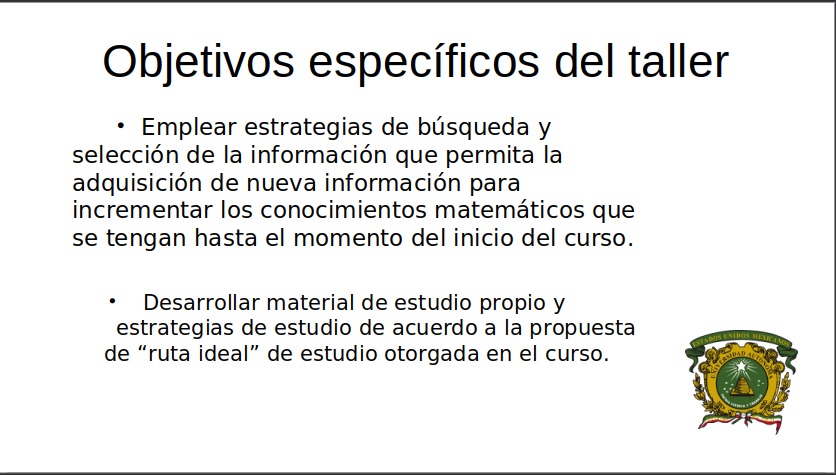 Objetivos específicos del taller
• Emplear estrategias de búsqueda y
selección de la información que permita la
adquisición de nueva información para
incrementar los conocimientos matemáticos que
se tengan hasta el momento del inicio del curso.
• Desarrollar material de estudio propio y
estrategias de estudio de acuerdo a la propuesta
de “ruta ideal” de estudio otorgada en el curso.
ESTADOS UNIDOS MEXICANOS